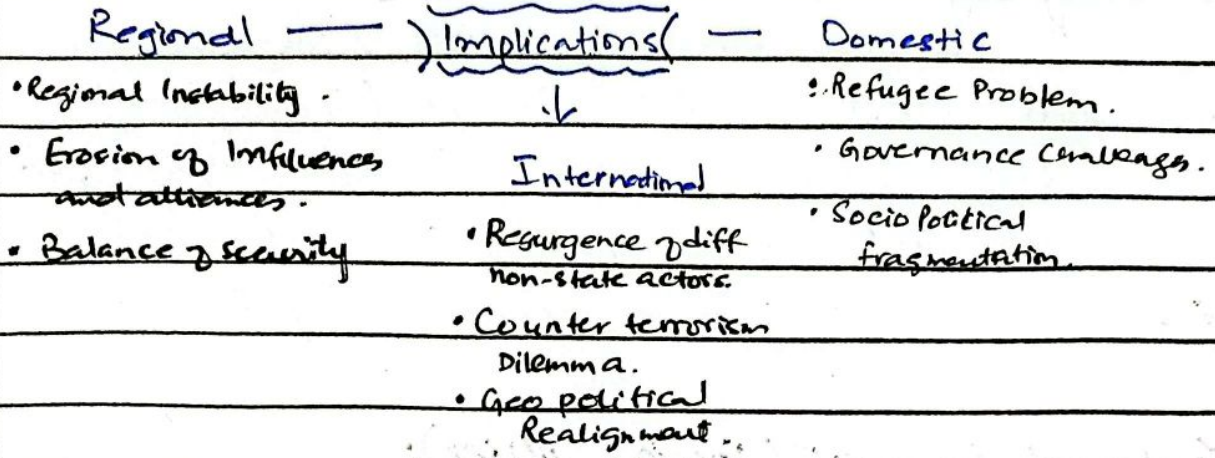 Regional — Implications — Domestic
• Regional Instability.
• Erosion of Influences
and alliances.
• Balance of security
International
• Resurgence of diff
non-state actors.
• Counter terrorism
Dilemma.
• Geo political
Realignment.
• Refugee Problem.
• Governance Challenges.
• Socio Political
fragmentation.